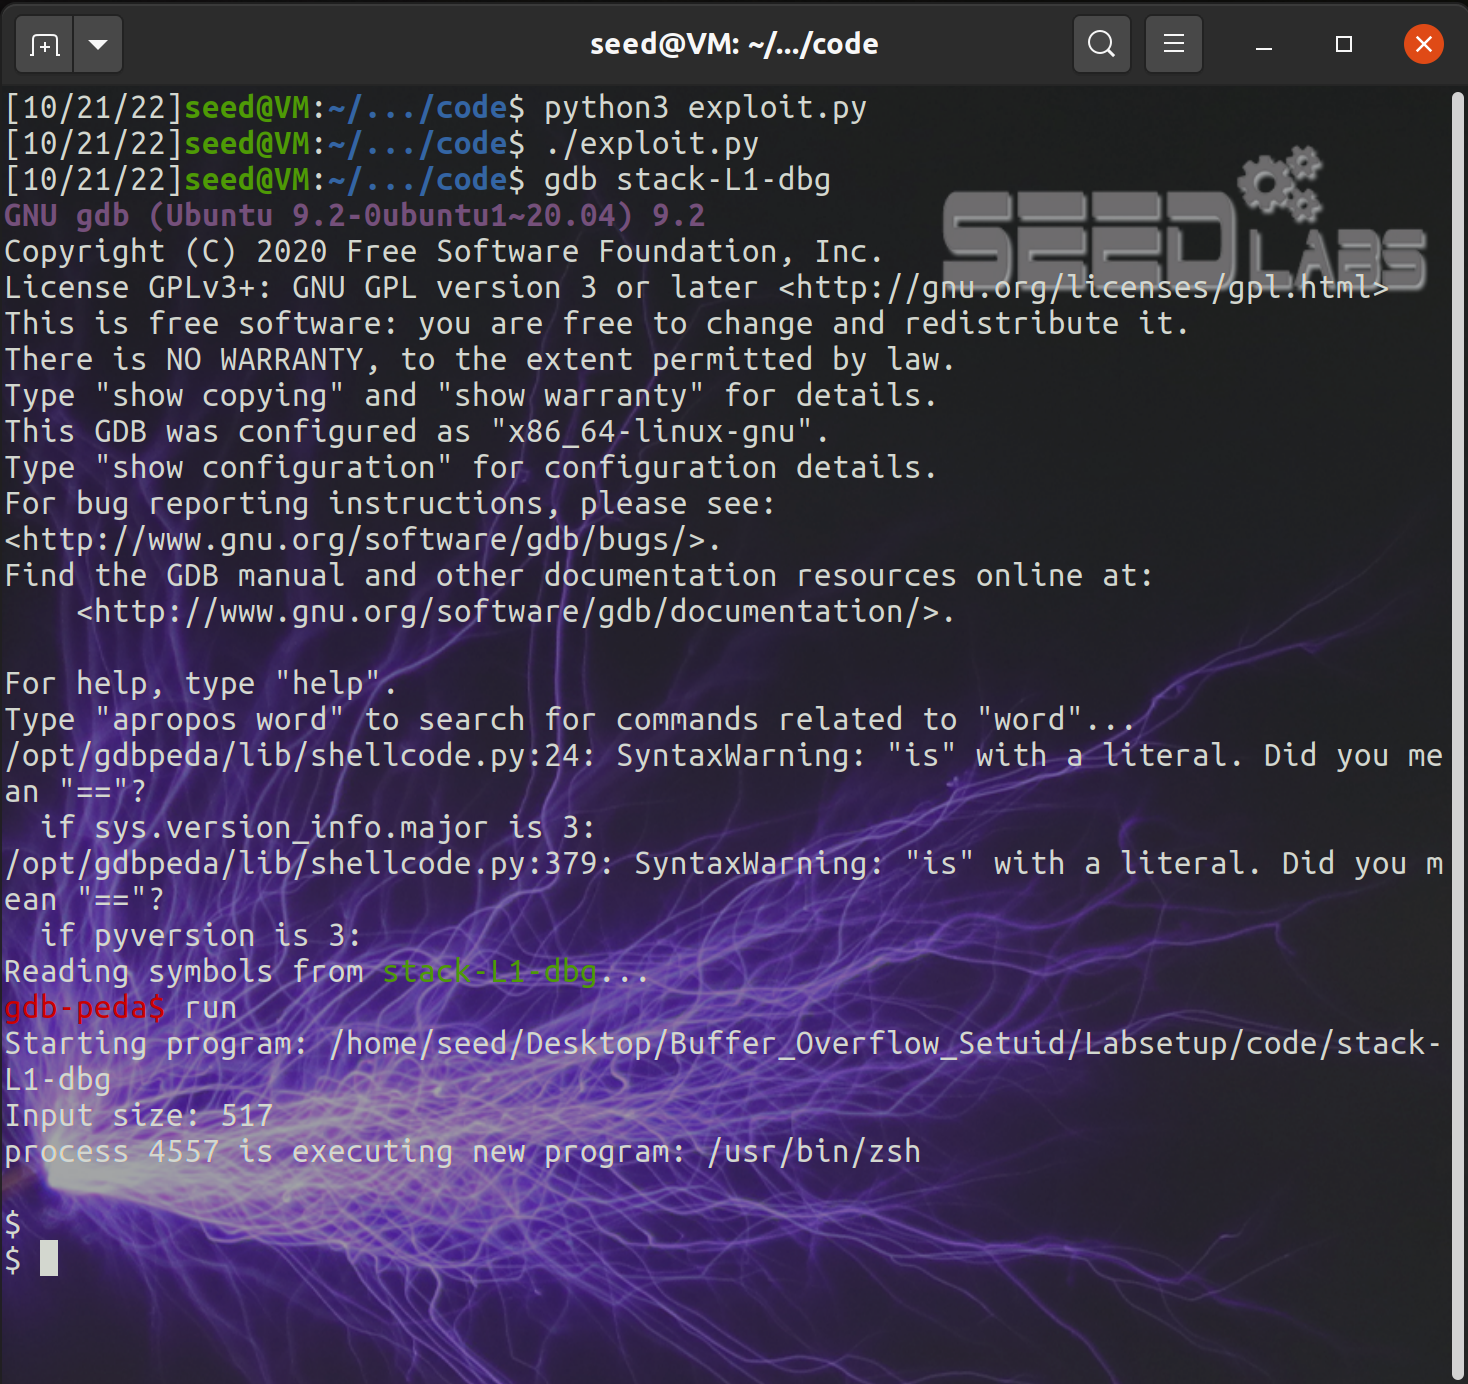 seed@VM: ~/.../code
[10/21/22]seed@VM:~/.../code$ python3 exploit.py
[10/21/22]seed@VM:~/.../code$ ./exploit.py
[10/21/22]seed@VM:~/.../code$ gdb stack-L1-dbg
GNU gdb (Ubuntu 9.2-0ubuntu1~20.04) 9.2
SEED LABS
Copyright (C) 2020 Free Software Foundation, Inc.
License GPLv3+: GNU GPL version 3 or later <http://gnu.org/licenses/gpl.html>
This is free software: you are free to change and redistribute it.
There is NO WARRANTY, to the extent permitted by law.
Type "show copying" and "show warranty" for details.
This GDB was configured as "x86_64-linux-gnu".
Type "show configuration" for configuration details.
For bug reporting instructions, please see:
<http://www.gnu.org/software/gdb/bugs/>.
Find the GDB manual and other documentation resources online at:
    <http://www.gnu.org/software/gdb/documentation/>.

For help, type "help".
Type "apropos word" to search for commands related to "word"...
/opt/gdbpeda/lib/shellcode.py:24: SyntaxWarning: "is" with a literal. Did you me
an "=="?
  if sys.version_info.major is 3:
/opt/gdbpeda/lib/shellcode.py:379: SyntaxWarning: "is" with a literal. Did you m
ean "=="?
  if pyversion is 3:
Reading symbols from stack-L1-dbg...
gdb-peda$ run
Starting program: /home/seed/Desktop/Buffer_Overflow_Setuid/Labsetup/code/stack-
L1-dbg
Input size: 517
process 4557 is executing new program: /usr/bin/zsh

$
$